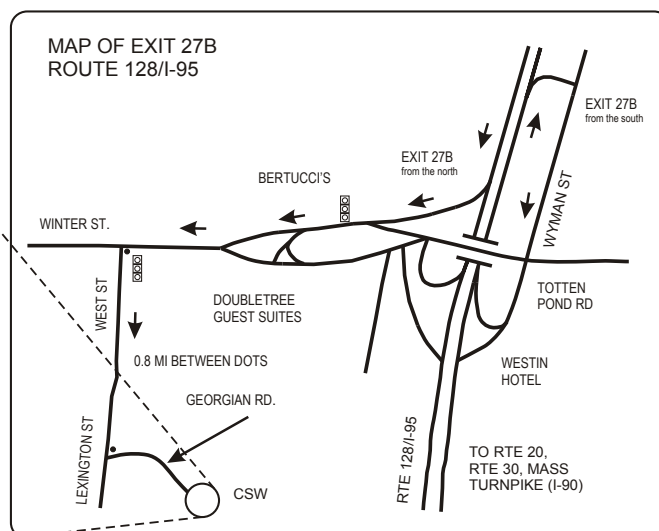 MAP OF EXIT 27B
ROUTE 128/I-95
EXIT 27B
from the south
EXIT 27B
from the north
BERTUCCI'S
WYMAN ST
WINTER ST.
TOTTEN
POND RD
DOUBLETREE
GUEST SUITES
WEST ST
0.8 MI BETWEEN DOTS
WESTIN
HOTEL
GEORGIAN RD.
LEXINGTON ST
RTE 128/I-95
TO RTE 20,
RTE 30, MASS
TURNPIKE (I-90)
CSW